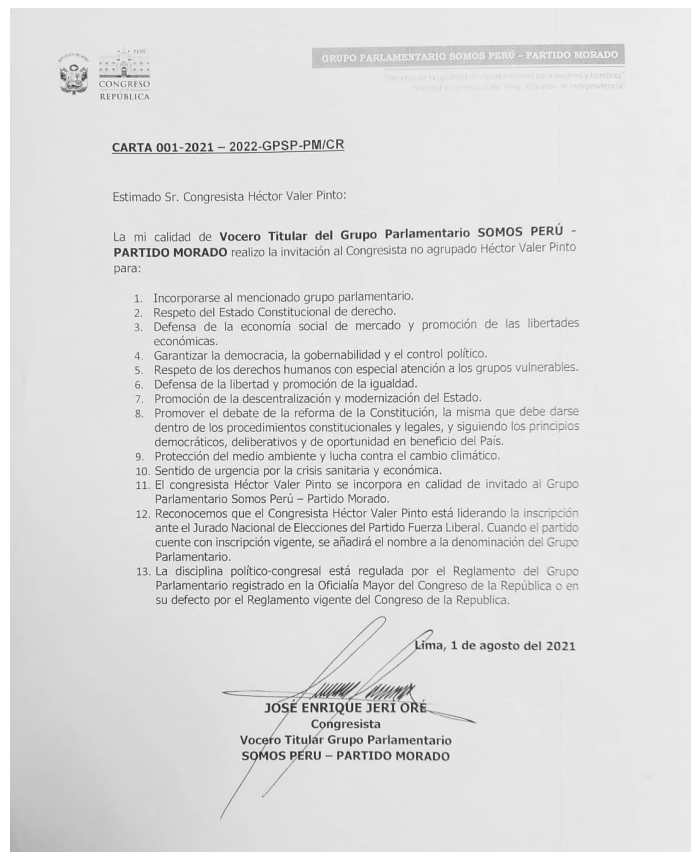 CONGRESO
REPÚBLICA
GRUPO PARLAMENTARIO SOMOS PERÚ – PARTIDO MORADO
"Decenio de la Igualdad de oportunidades para mujeres y hombres"
CARTA 001-2021 – 2022-GPSP-PM/CR
Estimado Sr. Congresista Héctor Valer Pinto:
La mi calidad de Vocero Titular del Grupo Parlamentario SOMOS PERÚ -
PARTIDO MORADO realizo la invitación al Congresista no agrupado Héctor Valer Pinto
para:
1. Incorporarse al mencionado grupo parlamentario.
2. Respeto del Estado Constitucional de derecho.
3. Defensa de la economía social de mercado y promoción de las libertades
económicas.
4. Garantizar la democracia, la gobernabilidad y el control político.
5. Respeto de los derechos humanos con especial atención a los grupos vulnerables.
6. Defensa de la libertad y promoción de la igualdad.
7. Promoción de la descentralización y modernización del Estado.
8. Promover el debate de la reforma de la Constitución, la misma que debe darse
dentro de los procedimientos constitucionales y legales, y siguiendo los principios
democráticos, deliberativos y de oportunidad en beneficio del País.
9. Protección del medio ambiente y lucha contra el cambio climático.
10. Sentido de urgencia por la crisis sanitaria y económica.
11. El congresista Héctor Valer Pinto se incorpora en calidad de invitado al Grupo
Parlamentario Somos Perú – Partido Morado.
12. Reconocemos que el Congresista Héctor Valer Pinto está liderando la inscripción
ante el Jurado Nacional de Elecciones del Partido Fuerza Liberal. Cuando el partido
cuente con inscripción vigente, se añadirá el nombre a la denominación del Grupo
Parlamentario.
13. La disciplina político-congresal está regulada por el Reglamento del Grupo
Parlamentario registrado en la Oficialía Mayor del Congreso de la República o en
su defecto por el Reglamento vigente del Congreso de la Republica.
Lima, 1 de agosto del 2021
JOSÉ ENRIQUE JERÍ ORÉ
Congresista
Vocero Titular Grupo Parlamentario
SOMOS PERU – PARTIDO MORADO